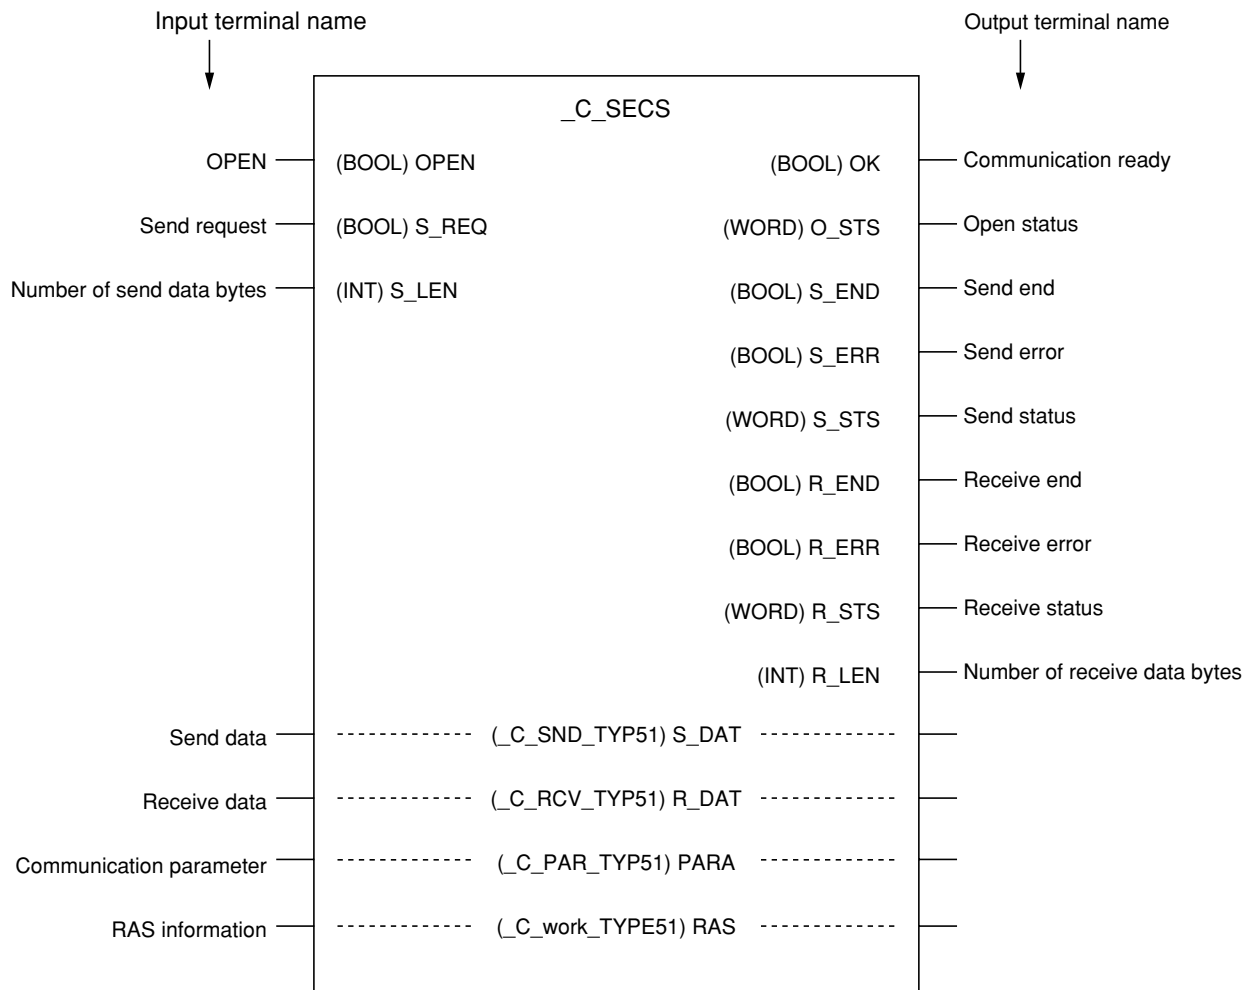 Input terminal name
Output terminal name
_C_SECS
OPEN (BOOL) OPEN (BOOL) OK Communication ready
Send request (BOOL) S_REQ (WORD) O_STS Open status
Number of send data bytes (INT) S_LEN (BOOL) S_END Send end
(BOOL) S_ERR Send error
(WORD) S_STS Send status
(BOOL) R_END Receive end
(BOOL) R_ERR Receive error
(WORD) R_STS Receive status
(INT) R_LEN Number of receive data bytes
Send data (_C_SND_TYP51) S_DAT
Receive data (_C_RCV_TYP51) R_DAT
Communication parameter (_C_PAR_TYP51) PARA
RAS information (_C_work_TYPE51) RAS